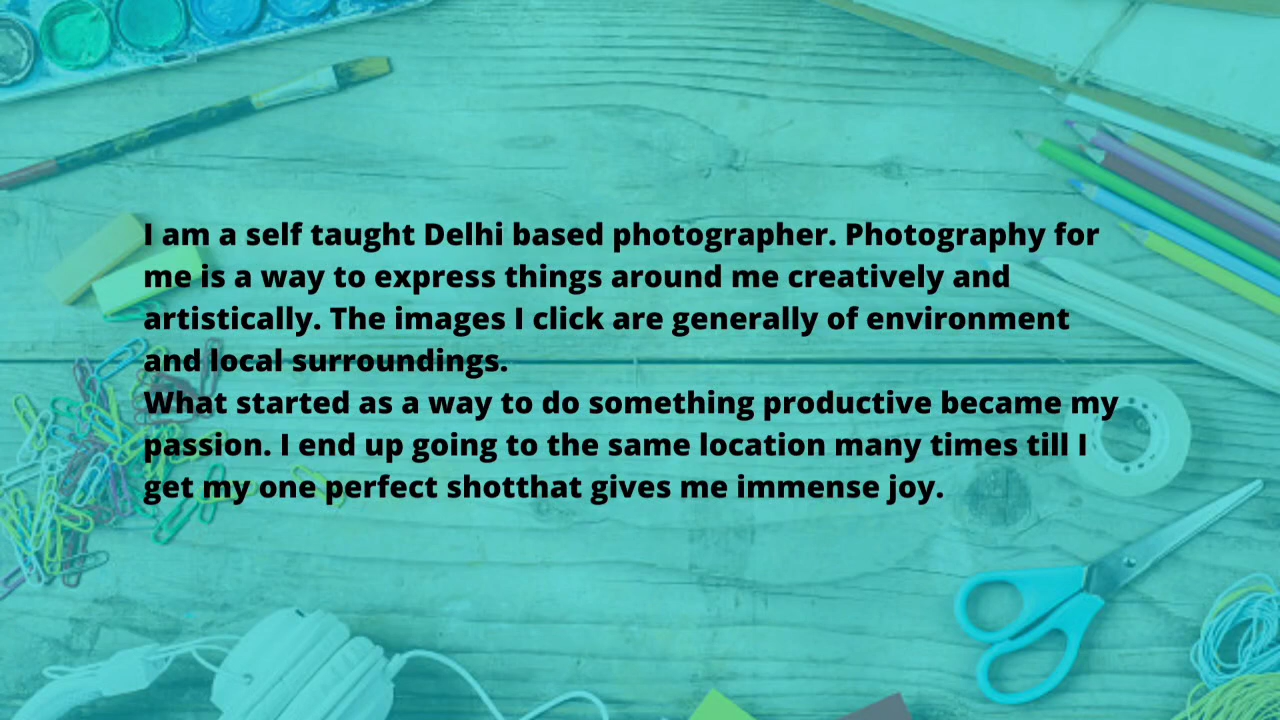 I am a self taught Delhi based photographer. Photography for
me is a way to express things around me creatively and
artistically. The images I click are generally of environment
and local surroundings.
What started as a way to do something productive became my
passion. I end up going to the same location many times till I
get my one perfect shotthat gives me immense joy.